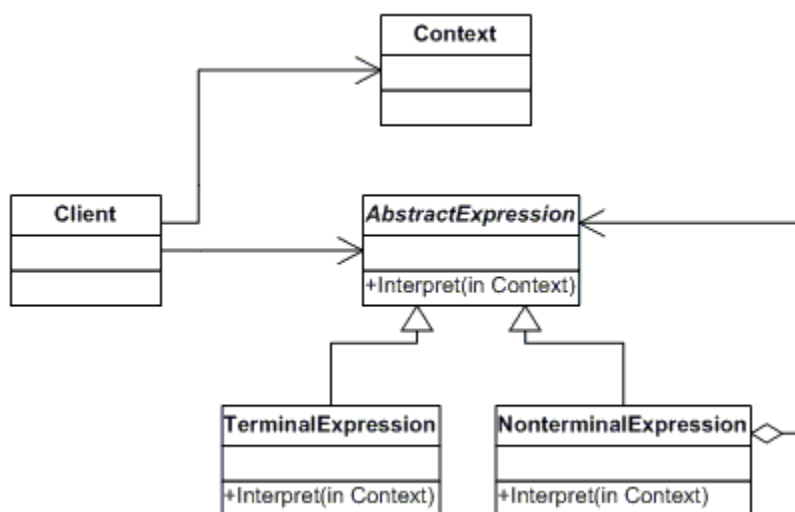 Context
Client
AbstractExpression
+Interpret(in Context)
TerminalExpression
NonterminalExpression
+Interpret(in Context)
+Interpret(in Context)